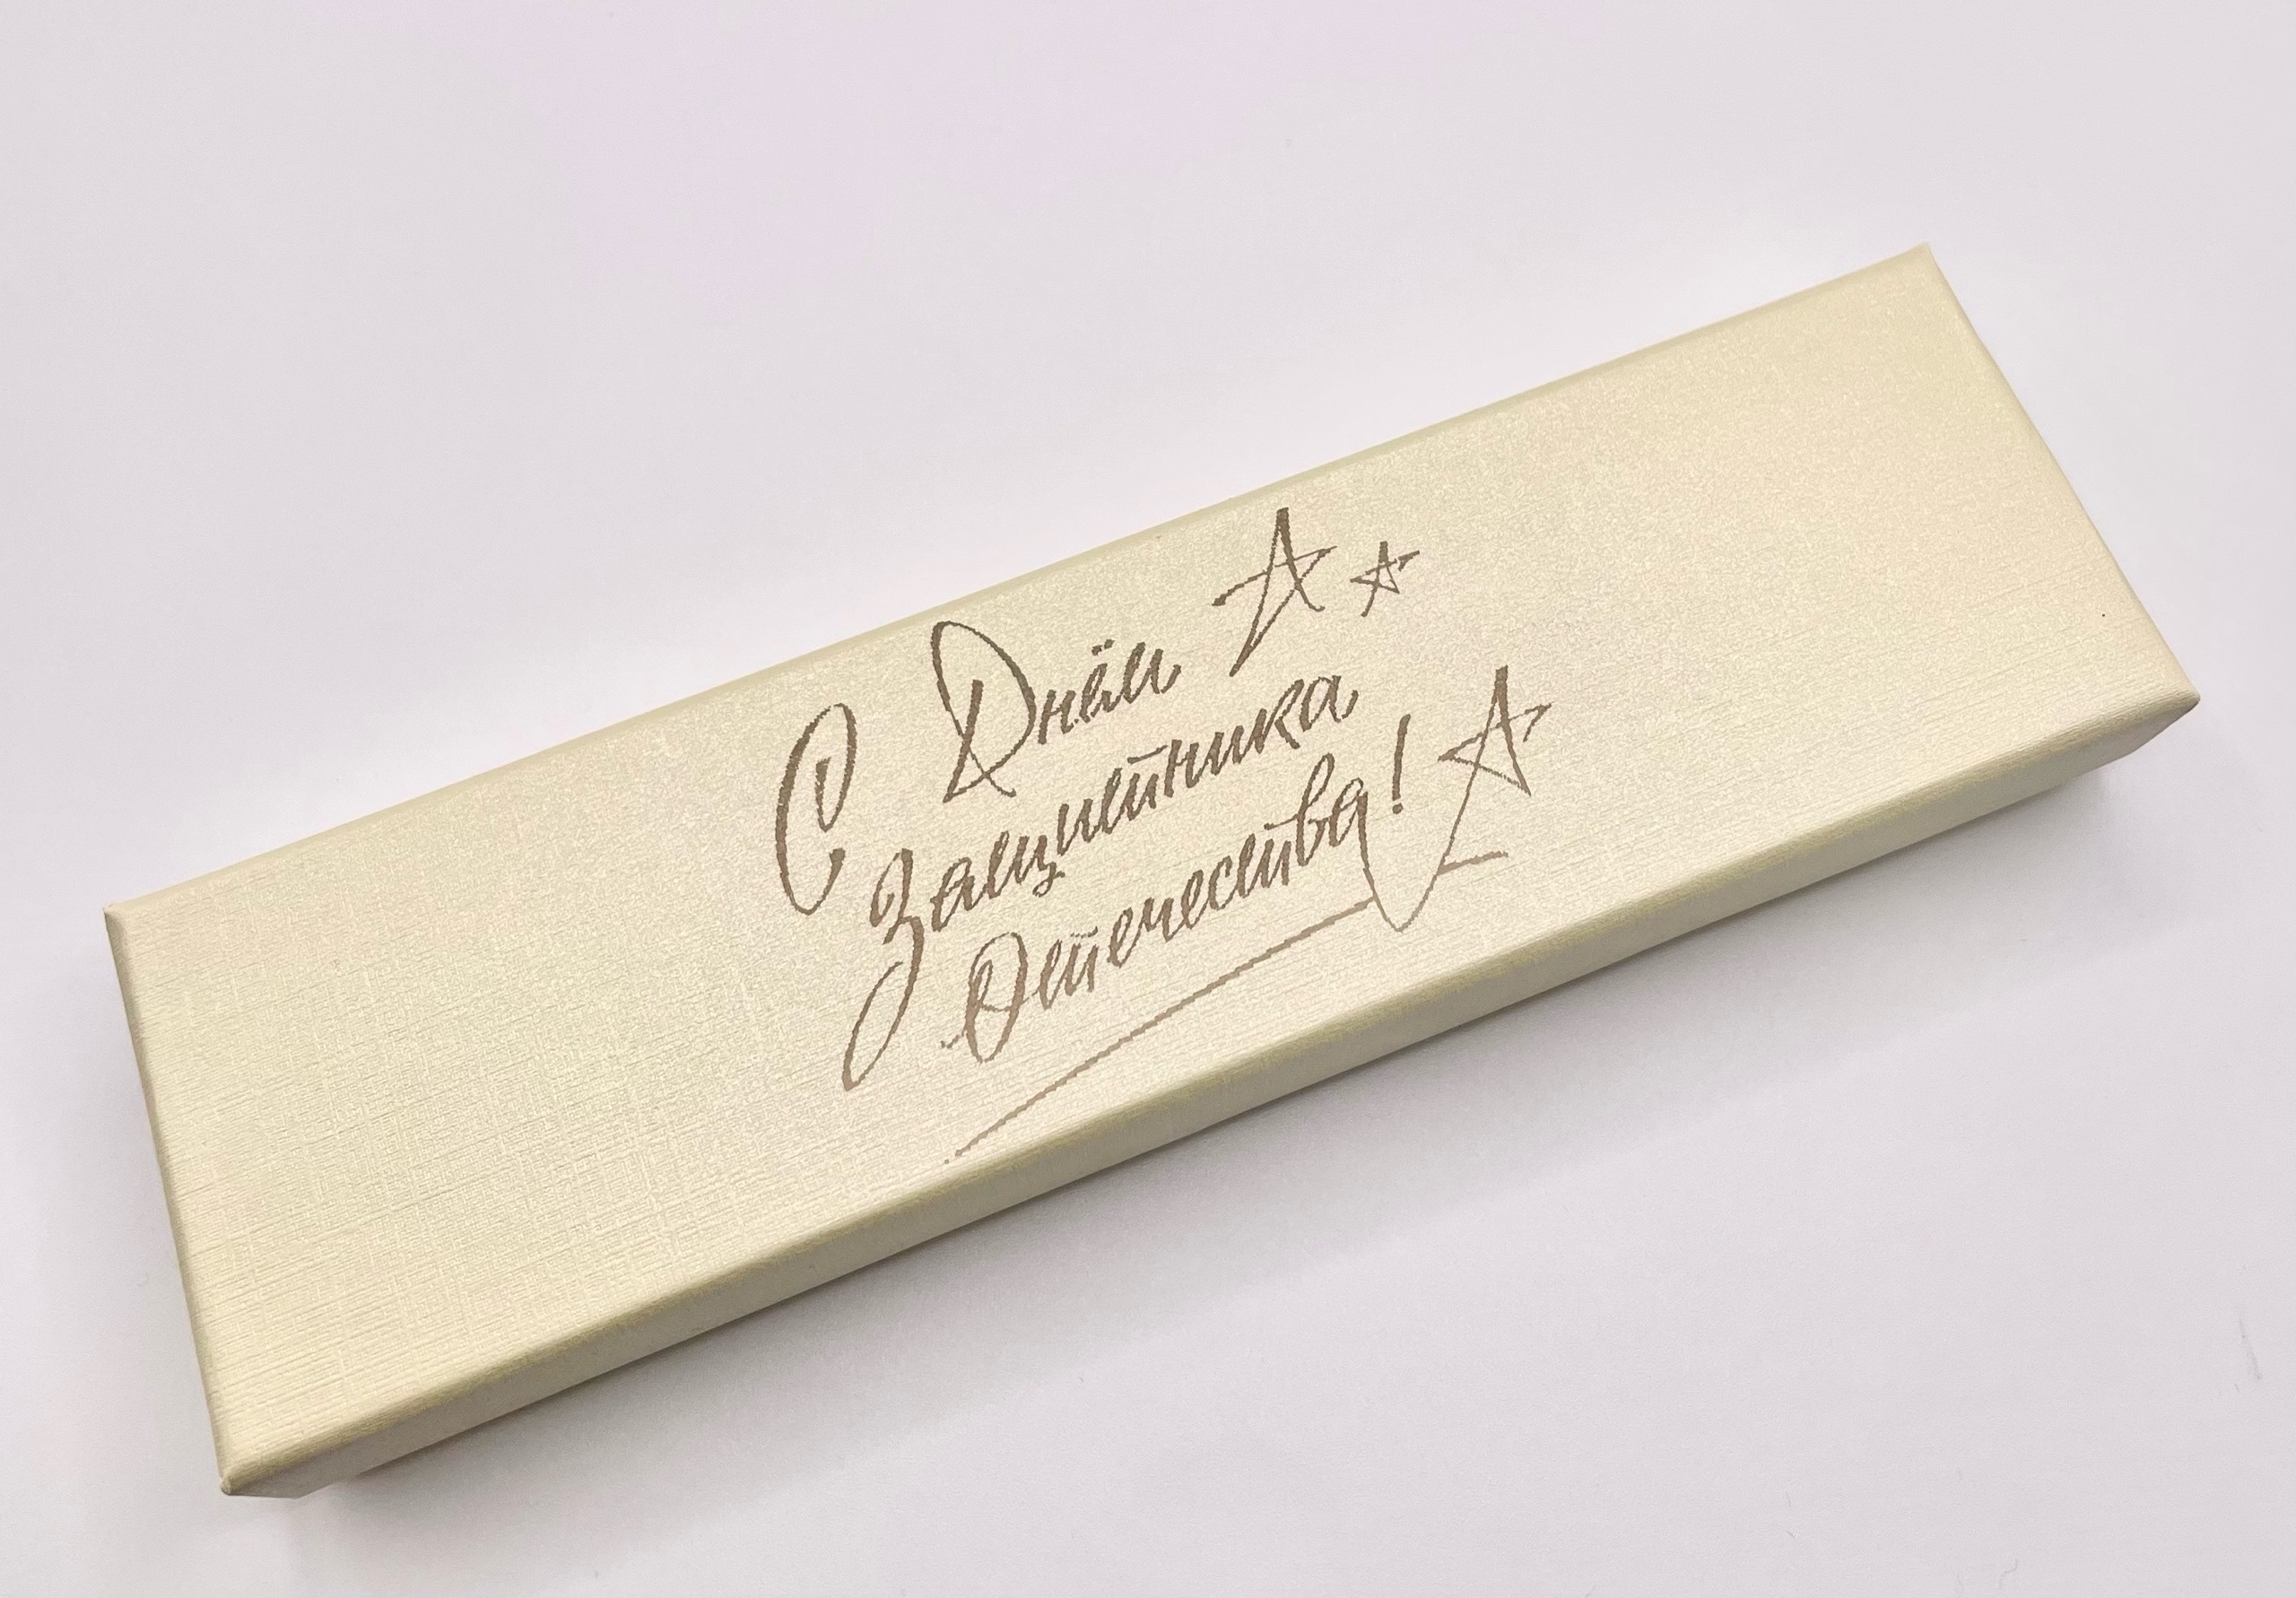 С Днём
Защитника
Отечества!